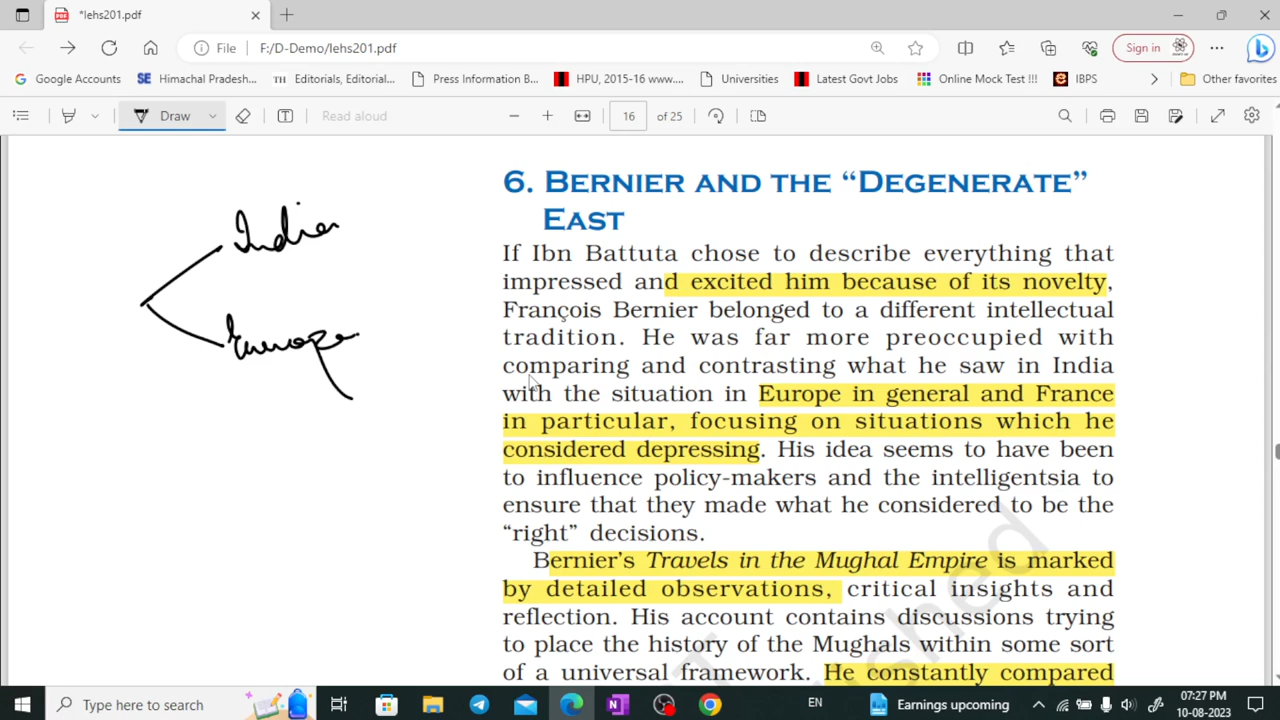 *lehs201.pdf
File F:/D-Demo/lehs201.pdf Sign in
Google Accounts SE Himachal Pradesh... TH Editorials, Editorial... Press Information B... HPU, 2015-16 www.... Universities Latest Govt Jobs Online Mock Test !!! IBPS Other favorites
Draw Read aloud 16 of 25
India
Europe
6. BERNIER AND THE “DEGENERATE”
EAST
If Ibn Battuta chose to describe everything that
impressed and excited him because of its novelty,
François Bernier belonged to a different intellectual
tradition. He was far more preoccupied with
comparing and contrasting what he saw in India
with the situation in Europe in general and France
in particular, focusing on situations which he
considered depressing. His idea seems to have been
to influence policy-makers and the intelligentsia to
ensure that they made what he considered to be the
“right” decisions.
Bernier’s Travels in the Mughal Empire is marked
by detailed observations, critical insights and
reflection. His account contains discussions trying
to place the history of the Mughals within some sort
of a universal framework. He constantly compared
Type here to search EN Earnings upcoming 07:27 PM
10-08-2023